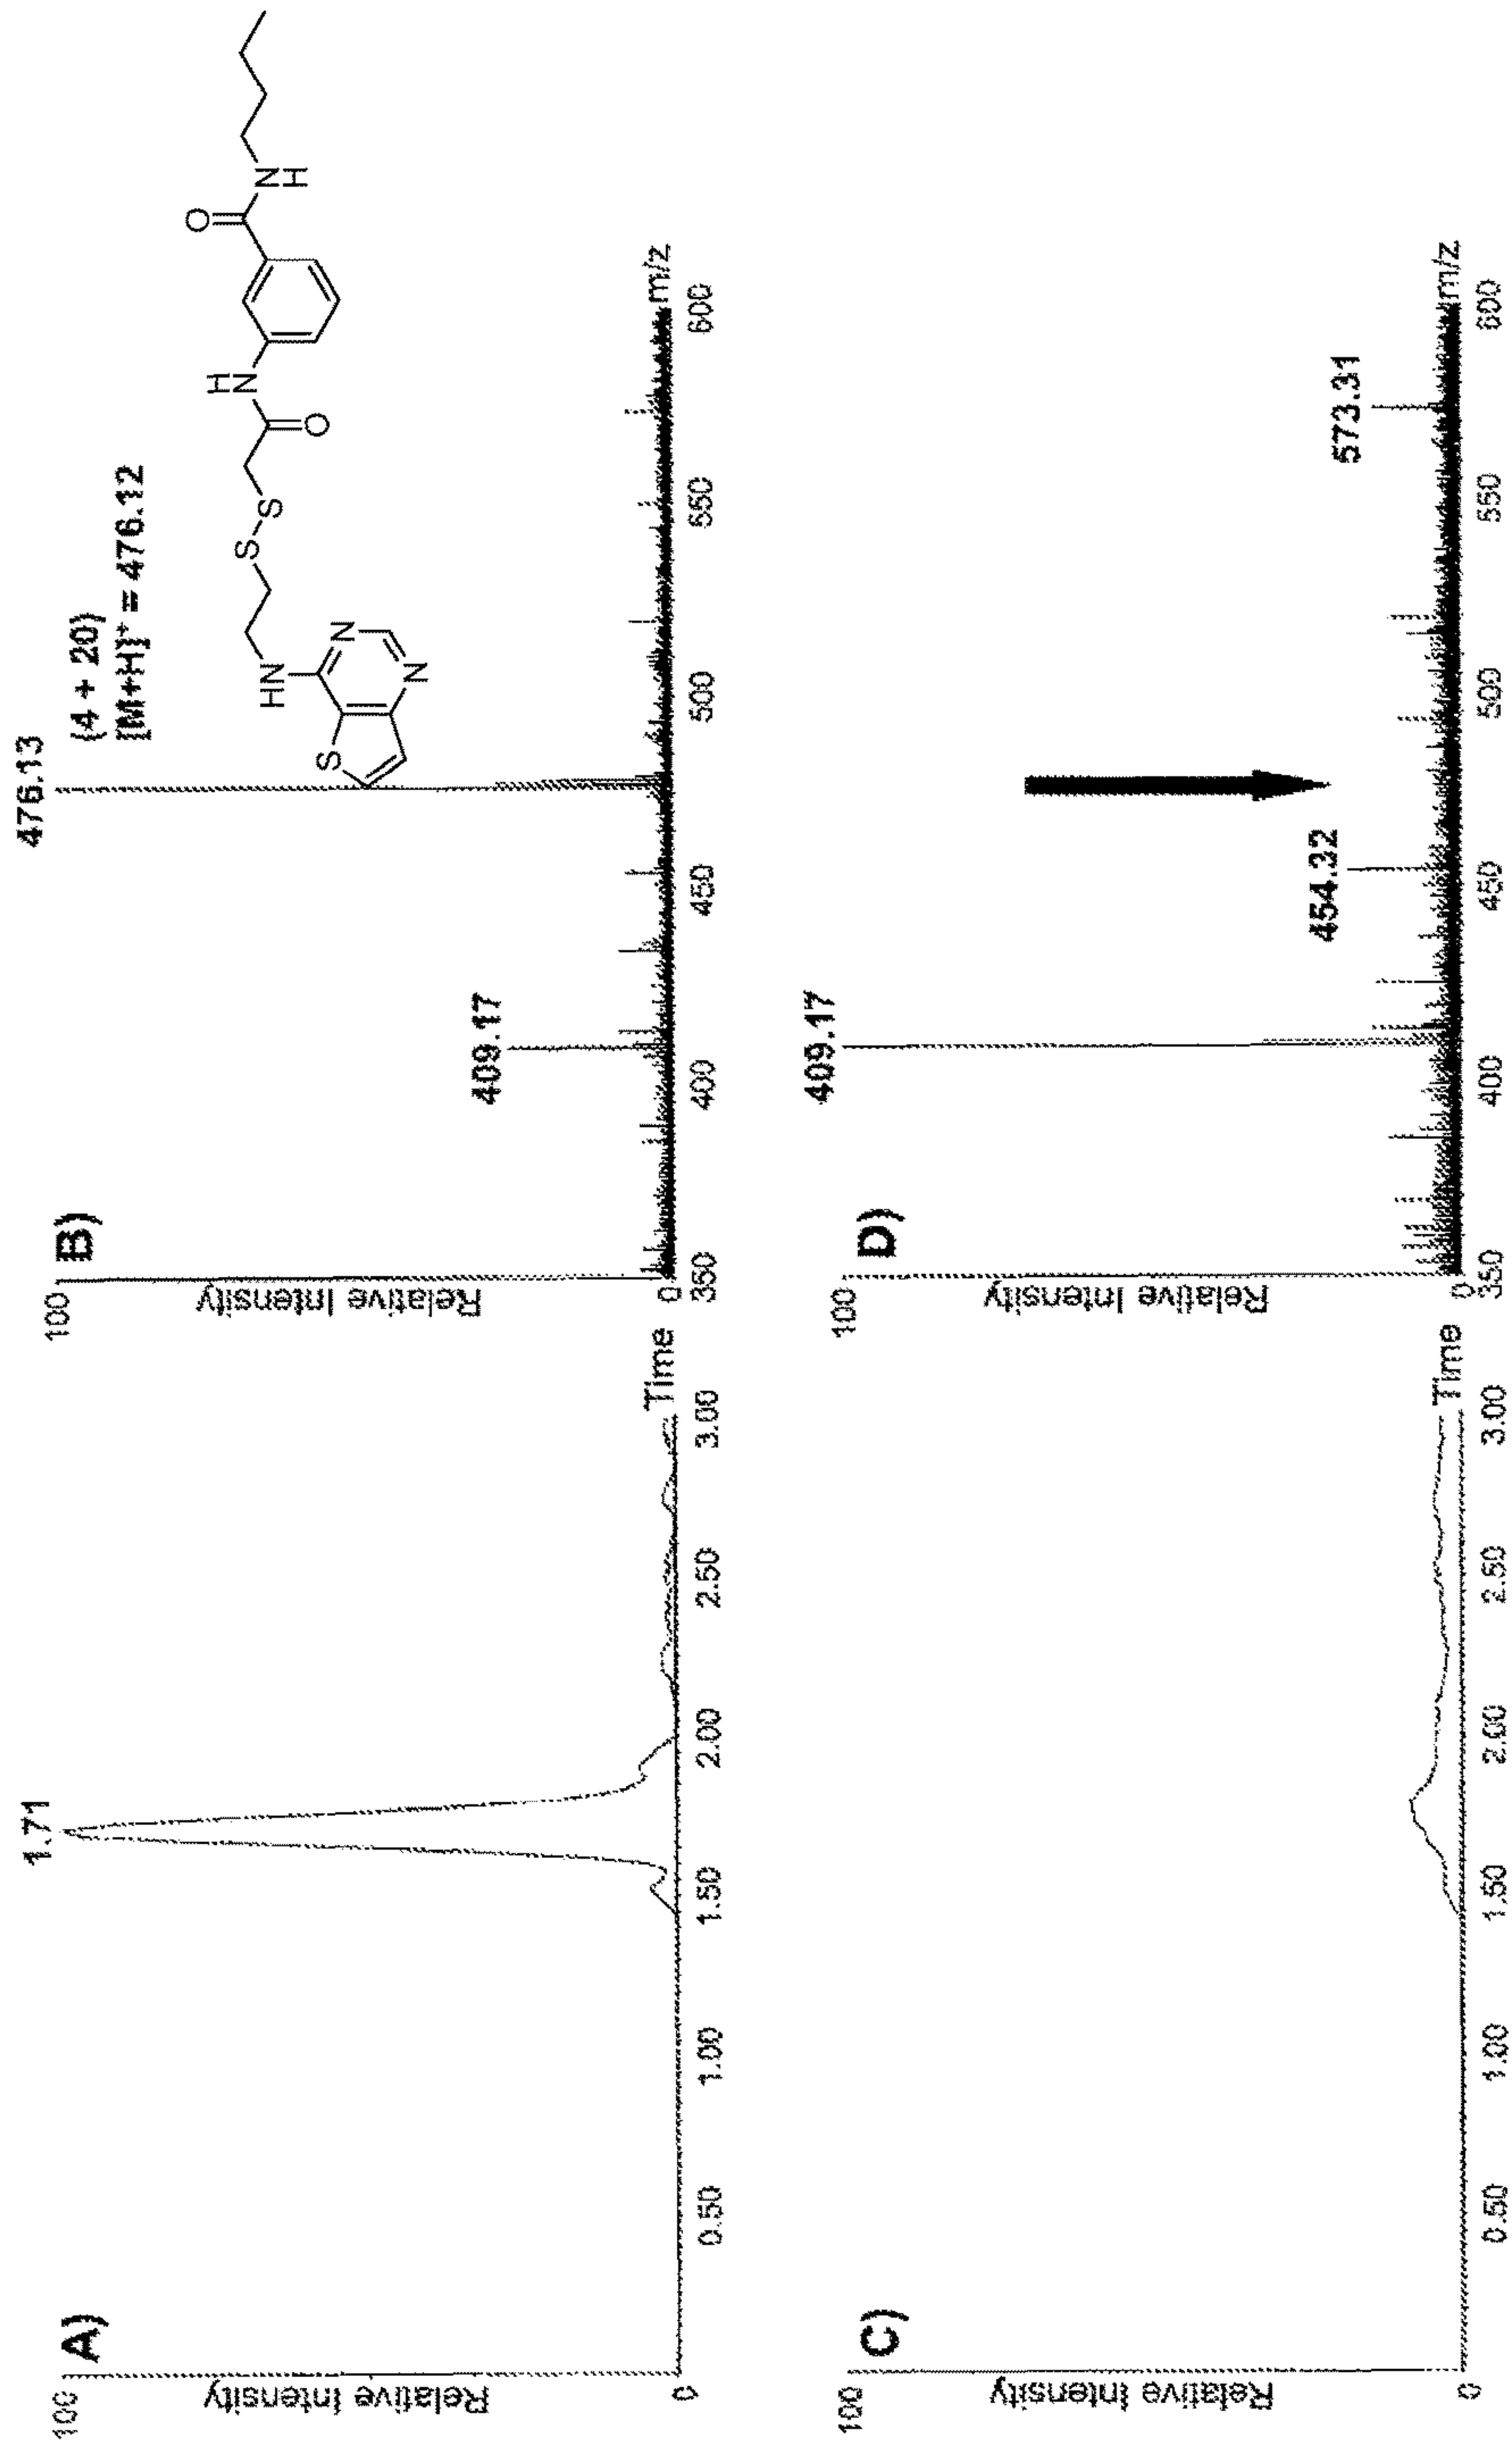 A)
1.71
100
Relative Intensity
0
0.50
1.00
1.50
2.00
2.50
3.00
Time
B)
476.13
(4 + 20)
[M+H]⁺ = 476.12
409.17
100
Relative Intensity
0
350
400
450
500
550
600
m/z
S
HN
N
N
S
S
O
H
N
O
N
H
C)
100
Relative Intensity
0
0.50
1.00
1.50
2.00
2.50
3.00
Time
D)
409.17
454.32
573.31
100
Relative Intensity
0
350
400
450
500
550
600
m/z